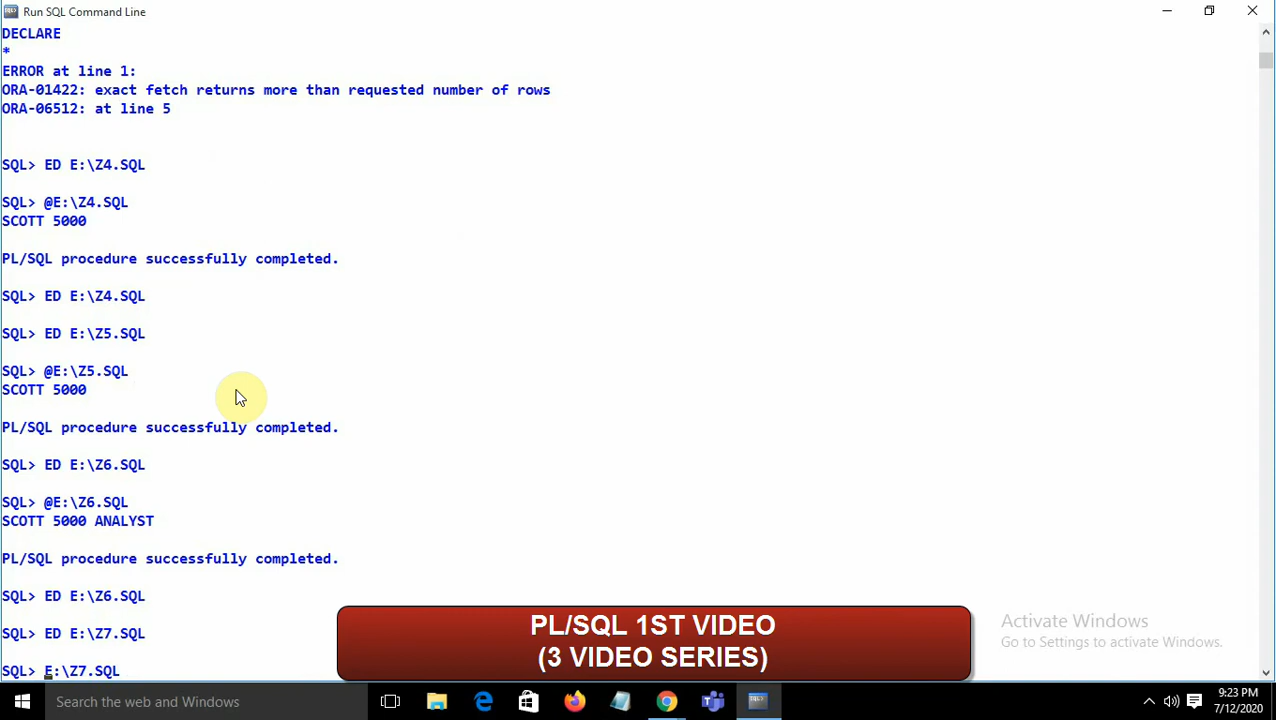 Run SQL Command Line
DECLARE
*
ERROR at line 1:
ORA-01422: exact fetch returns more than requested number of rows
ORA-06512: at line 5
SQL> ED E:\Z4.SQL
SQL> @E:\Z4.SQL
SCOTT 5000
PL/SQL procedure successfully completed.
SQL> ED E:\Z4.SQL
SQL> ED E:\Z5.SQL
SQL> @E:\Z5.SQL
SCOTT 5000
PL/SQL procedure successfully completed.
SQL> ED E:\Z6.SQL
SQL> @E:\Z6.SQL
SCOTT 5000 ANALYST
PL/SQL procedure successfully completed.
SQL> ED E:\Z6.SQL
SQL> ED E:\Z7.SQL
SQL> E:\Z7.SQL
PL/SQL 1ST VIDEO
(3 VIDEO SERIES)
Activate Windows
Go to Settings to activate Windows.
Search the web and Windows
9:23 PM
7/12/2020